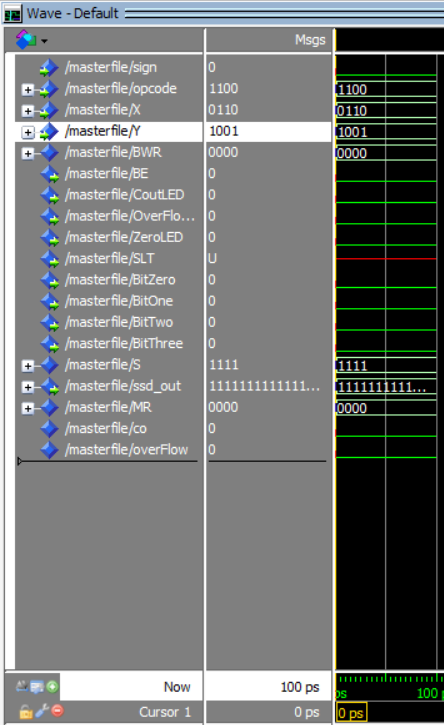 Wave - Default
Msgs
/masterfile/sign 0
/masterfile/opcode 1100 1100
/masterfile/X 0110 0110
/masterfile/Y 1001 1001
/masterfile/BWR 0000 0000
/masterfile/BE 0
/masterfile/CoutLED 0
/masterfile/OverFlo... 0
/masterfile/ZeroLED 0
/masterfile/SLT U
/masterfile/BitZero 0
/masterfile/BitOne 0
/masterfile/BitTwo 0
/masterfile/BitThree 0
/masterfile/S 1111 1111
/masterfile/ssd_out 1111111111111... 1111111111...
/masterfile/MR 0000 0000
/masterfile/co 0
/masterfile/overFlow 0
Now 100 ps ps 100
Cursor 1 0 ps 0 ps